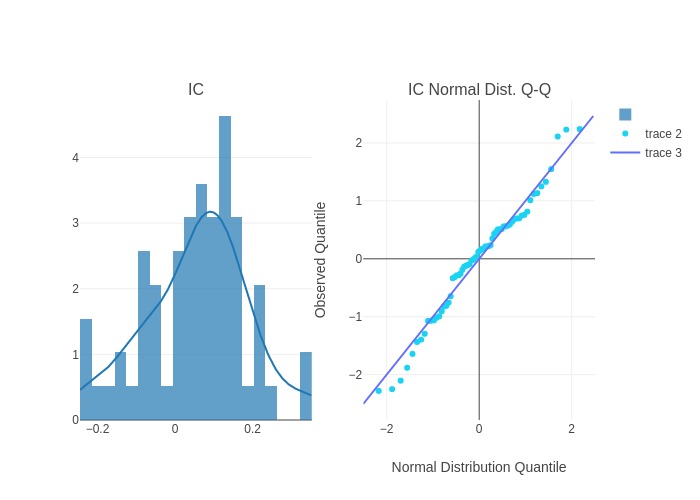 IC
IC Normal Dist. Q-Q
trace 2
trace 3
4
3
2
1
0
−0.2
0
0.2
Observed Quantile
2
1
0
−1
−2
−2
0
2
Normal Distribution Quantile